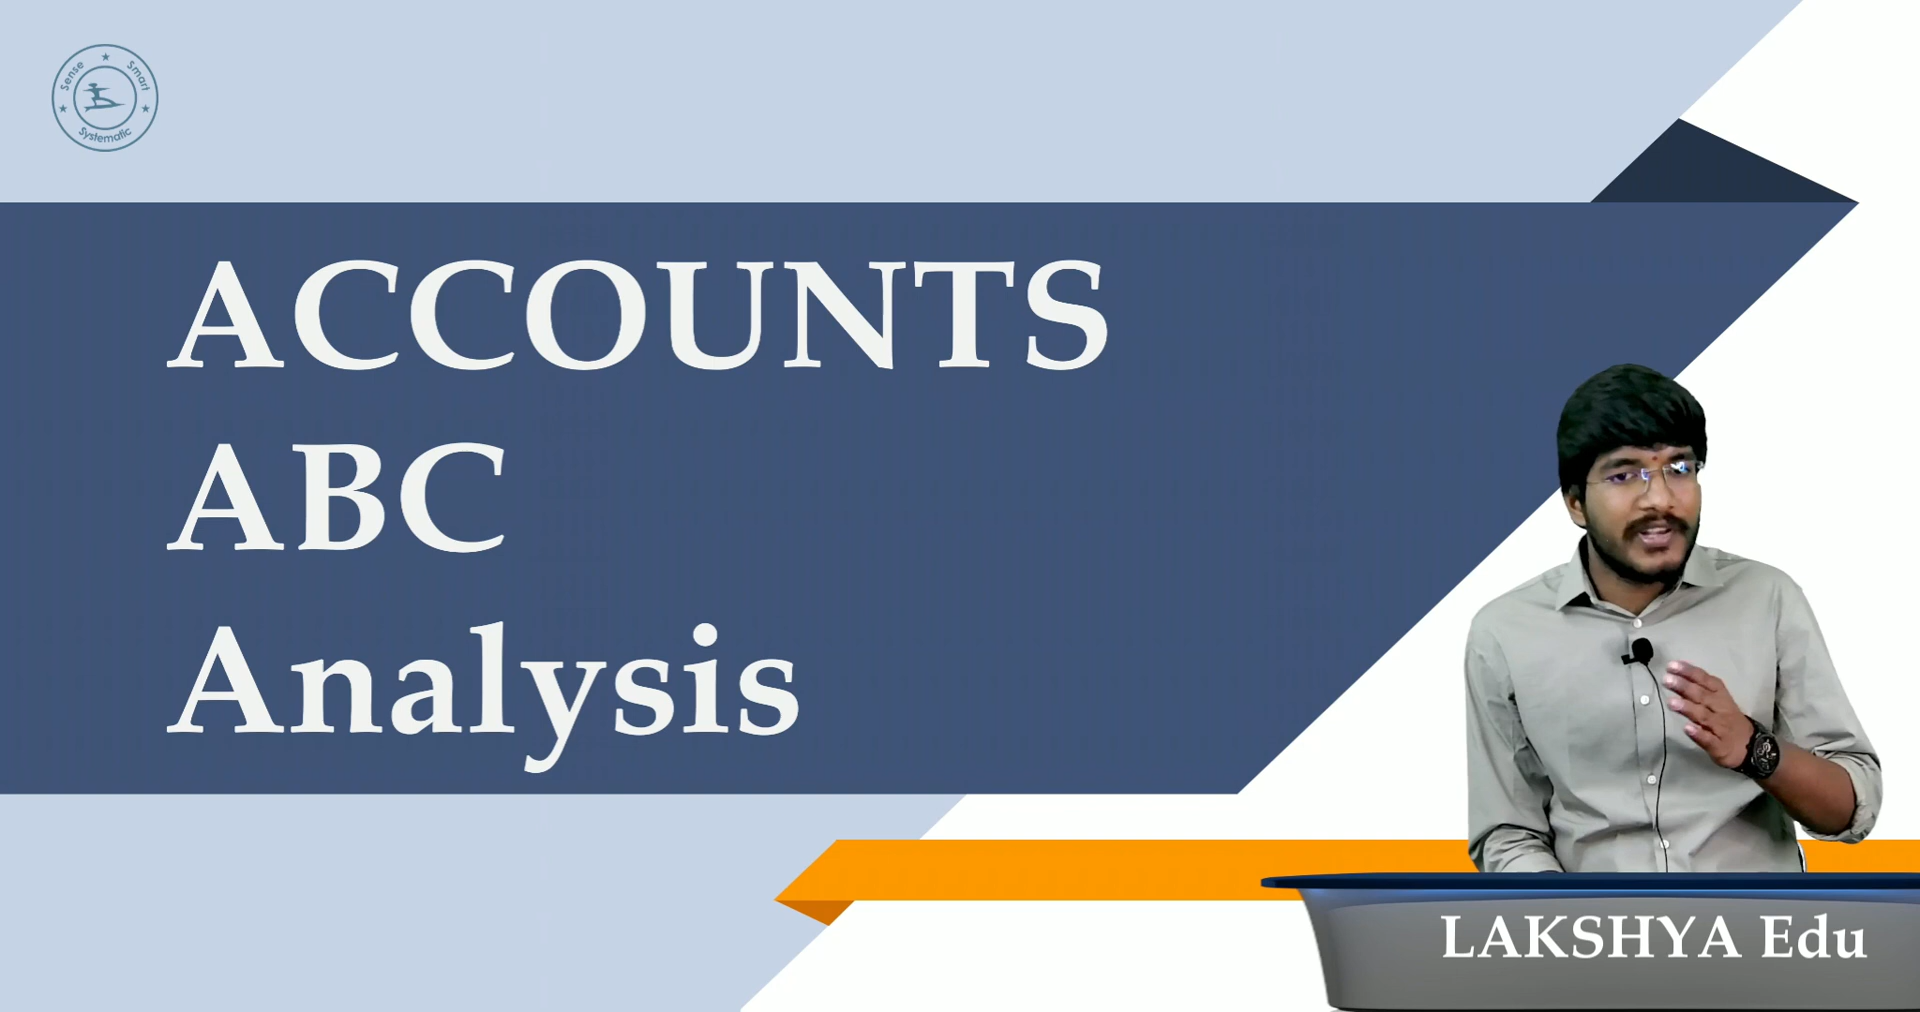 Sense Smart
Systematic
ACCOUNTS
ABC
Analysis
LAKSHYA Edu